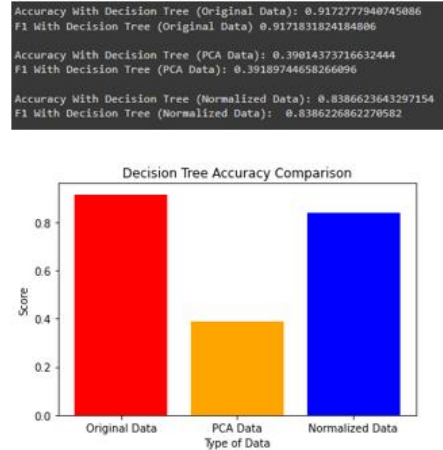 Accuracy With Decision Tree (Original Data): 0.9172777940745086
F1 With Decision Tree (Original Data) 0.9171831824184806
Accuracy With Decision Tree (PCA Data): 0.39014373716632444
F1 With Decision Tree (PCA Data): 0.39189744658266096
Accuracy With Decision Tree (Normalized Data): 0.8386623643297154
F1 With Decision Tree (Normalized Data): 0.8386226862270582
Decision Tree Accuracy Comparison
0.8
0.6
0.4
0.2
0.0
Score
Original Data PCA Data Normalized Data
Type of Data